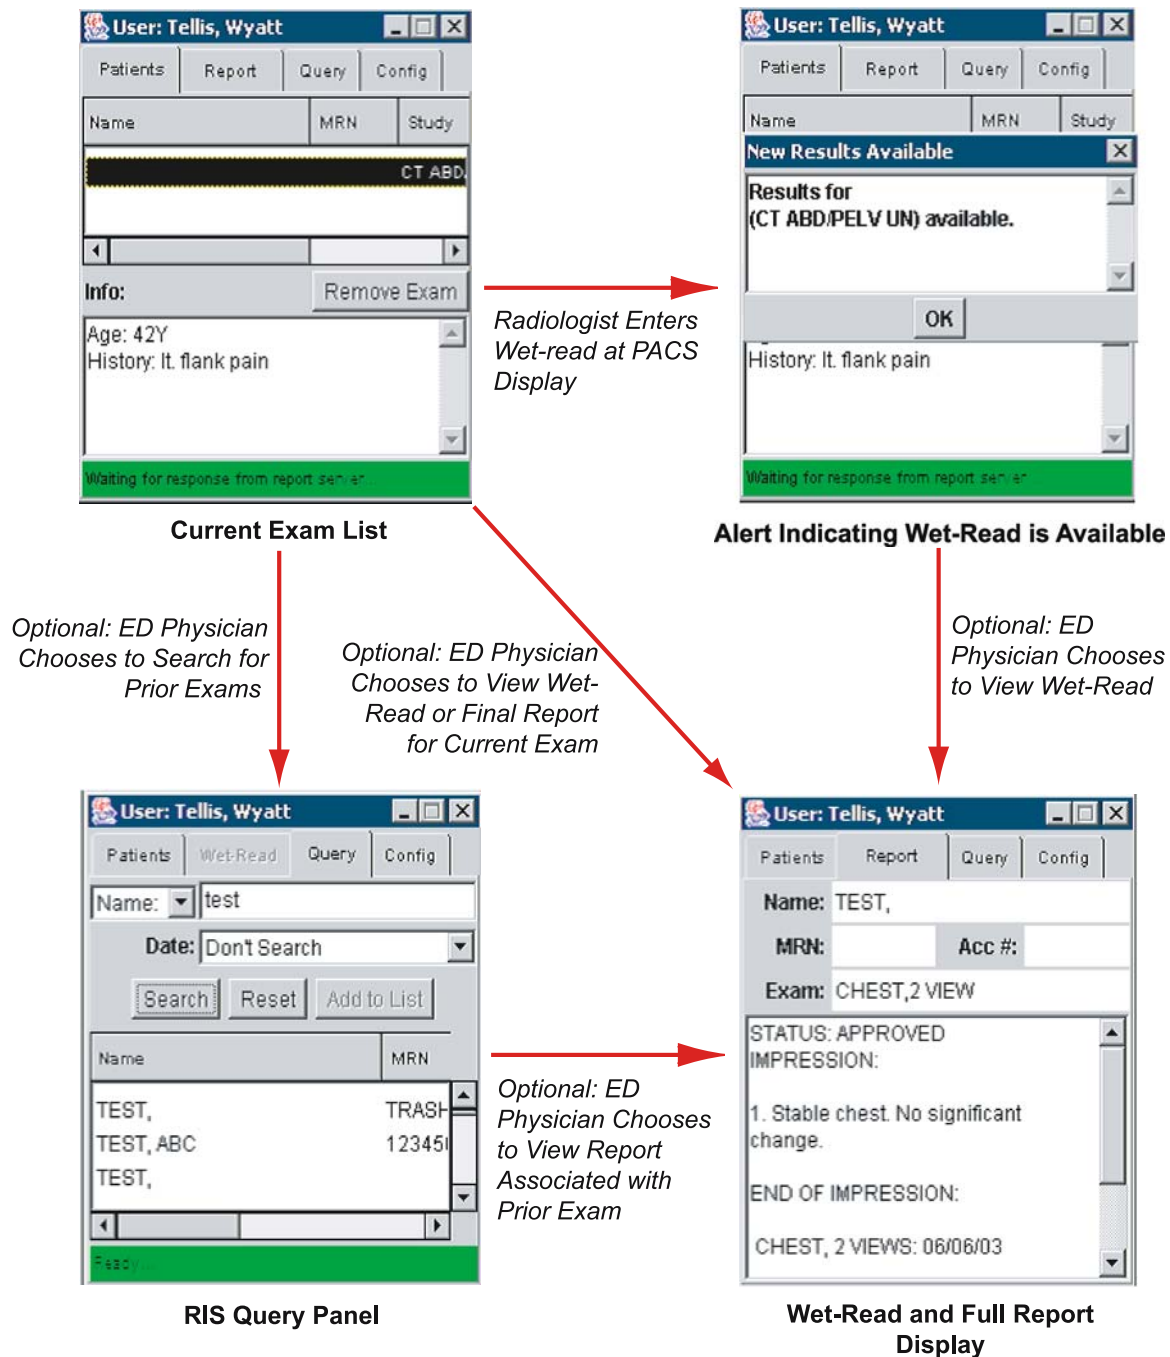 User: Tellis, Wyatt
Patients Report Query Config
Name MRN Study
CT ABD
Info: Remove Exam
Age: 42Y
History: lt. flank pain
Waiting for response from report server...
Current Exam List
Radiologist Enters
Wet-read at PACS
Display
User: Tellis, Wyatt
Patients Report Query Config
Name MRN Study
New Results Available
Results for
(CT ABD/PELV UN) available.
OK
History: lt. flank pain
Waiting for response from report server
Alert Indicating Wet-Read is Available
Optional: ED Physician
Chooses to Search for
Prior Exams
Optional: ED Physician
Chooses to View Wet-
Read or Final Report
for Current Exam
Optional: ED
Physician Chooses
to View Wet-Read
User: Tellis, Wyatt
Patients Wet-Read Query Config
Name: test
Date: Don't Search
Search Reset Add to List
Name MRN
TEST, TRASH
TEST, ABC 12345
TEST,
Ready...
RIS Query Panel
Optional: ED
Physician Chooses
to View Report
Associated with
Prior Exam
User: Tellis, Wyatt
Patients Report Query Config
Name: TEST,
MRN: Acc #:
Exam: CHEST,2 VIEW
STATUS: APPROVED
IMPRESSION:
1. Stable chest. No significant
change.
END OF IMPRESSION:
CHEST, 2 VIEWS: 06/06/03
Wet-Read and Full Report
Display